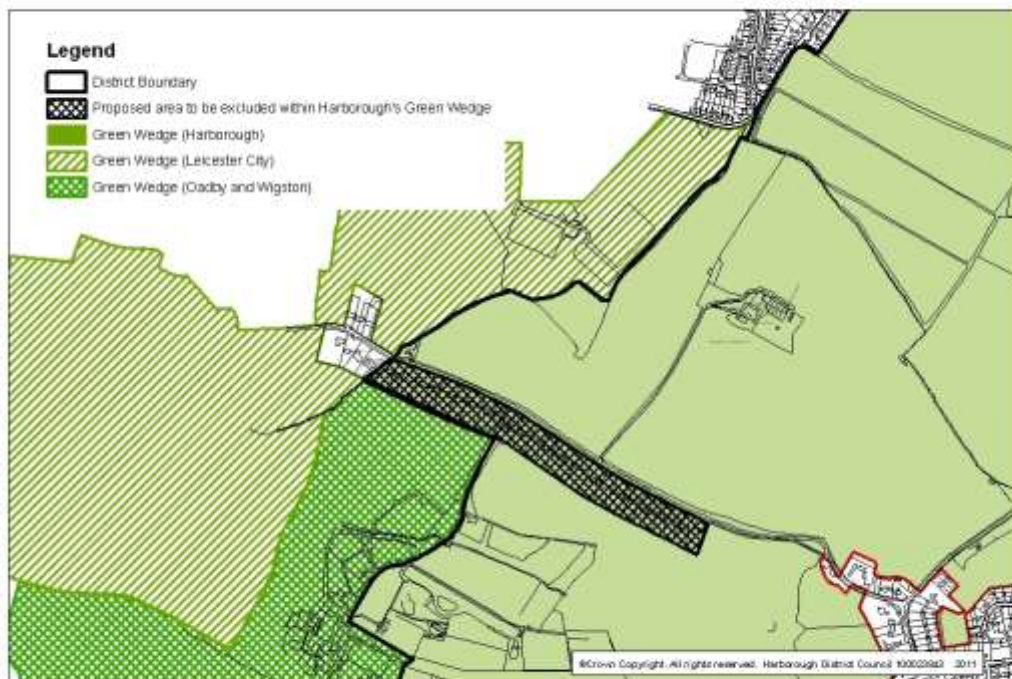 Legend
District Boundary
Proposed area to be excluded within Harborough's Green Wedge
Green Wedge (Harborough)
Green Wedge (Leicester City)
Green Wedge (Oadby and Wigston)
©Crown Copyright. All rights reserved. Harborough District Council 100023843 2011